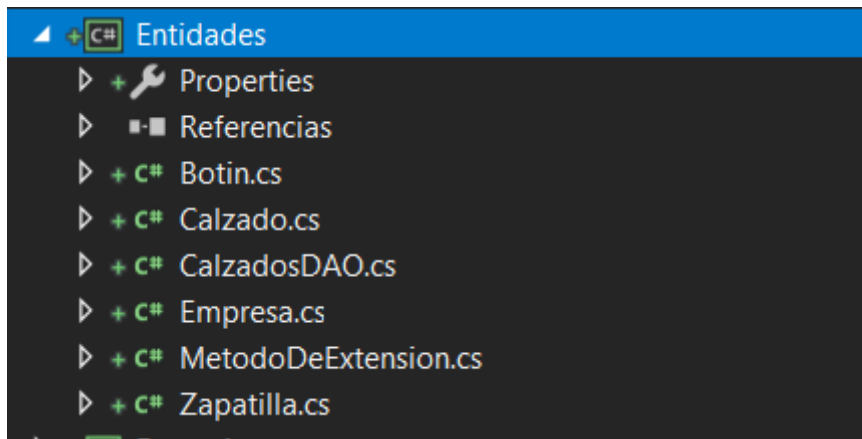 C# Entidades
Properties
Referencias
C# Botin.cs
C# Calzado.cs
C# CalzadosDAO.cs
C# Empresa.cs
C# MetodoDeExtension.cs
C# Zapatilla.cs